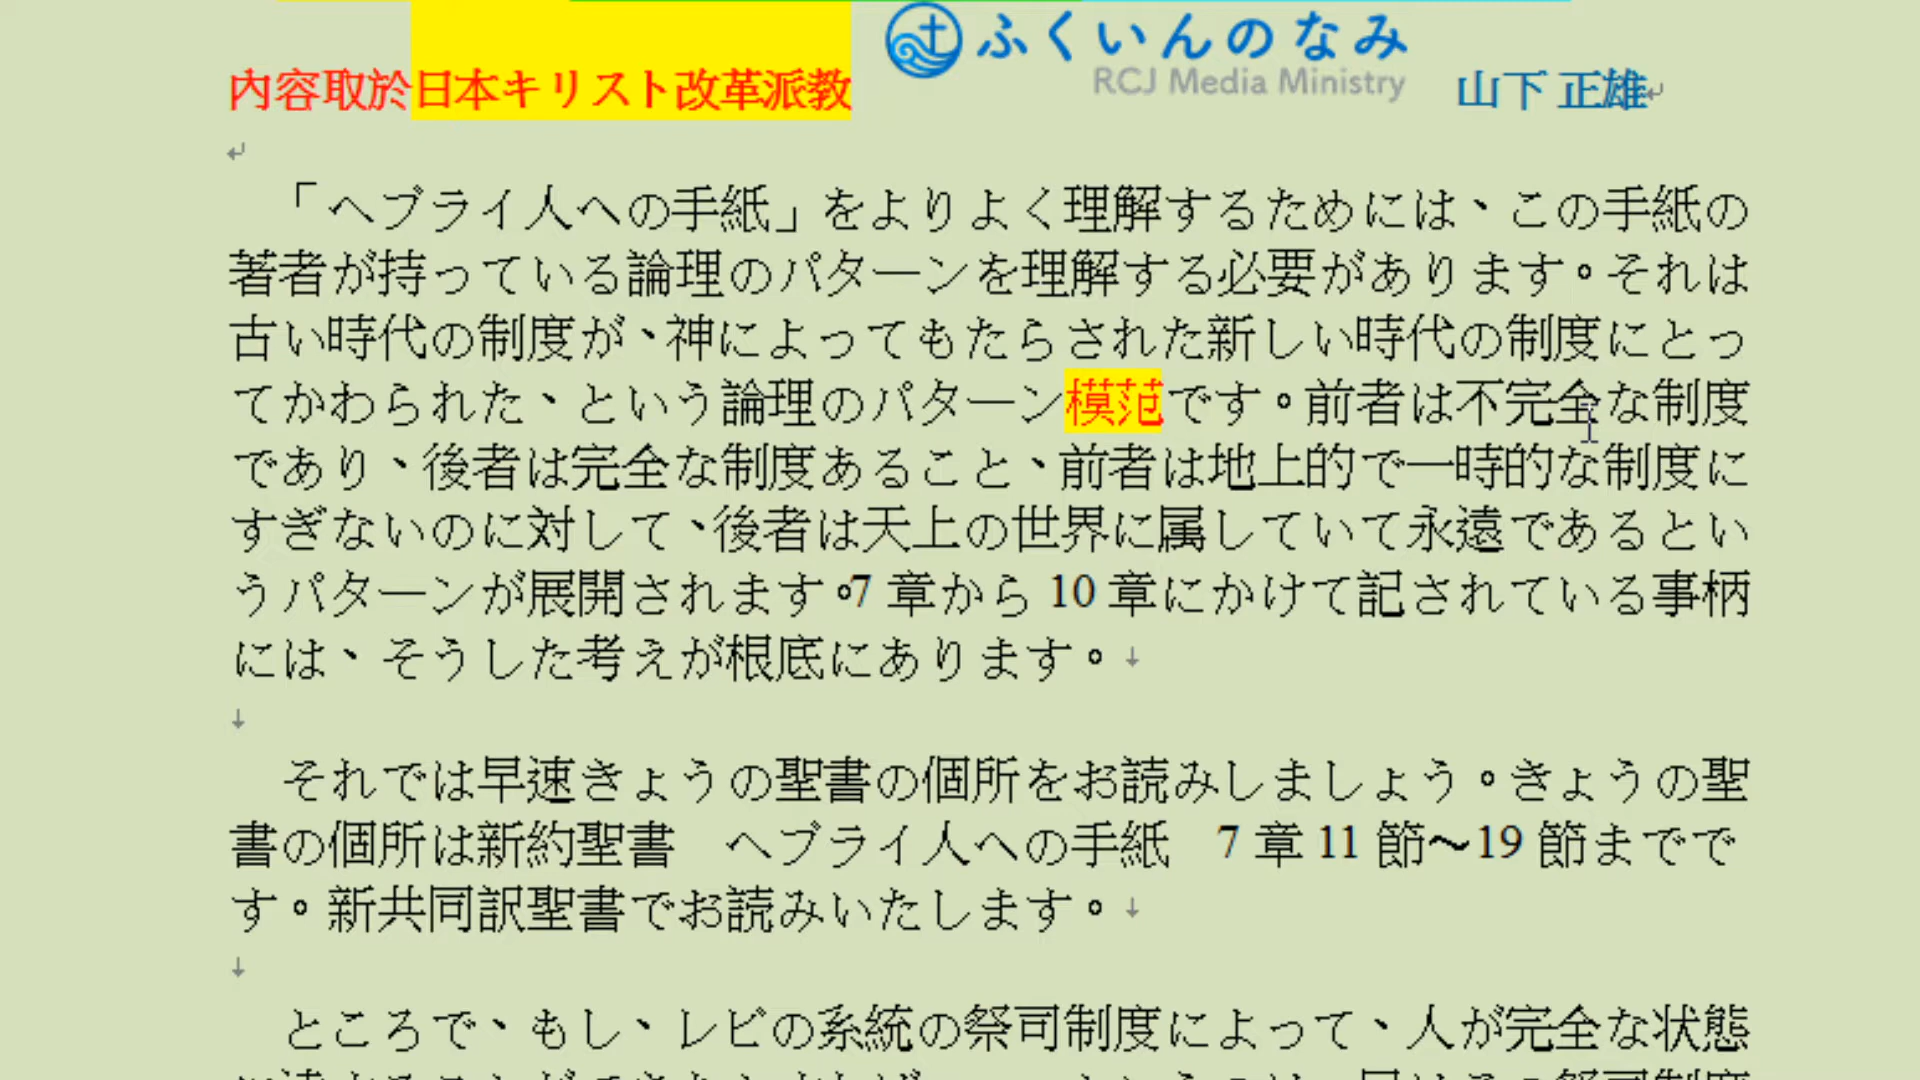 ふくいんのなみ
RCJ Media Ministry
内容取於日本キリスト改革派教
山下 正雄
「ヘブライ人への手紙」をよりよく理解するためには、この手紙の
著者が持っている論理のパターンを理解する必要があります。それは
古い時代の制度が、神によってもたらされた新しい時代の制度にとっ
てかわられた、という論理のパターン模范です。前者は不完全な制度
であり、後者は完全な制度あること、前者は地上的で一時的な制度に
すぎないのに対して、後者は天上の世界に属していて永遠であるとい
うパターンが展開されます。7 章から 10 章にかけて記されている事柄
には、そうした考えが根底にあります。
それでは早速きょうの聖書の個所をお読みしましょう。きょうの聖
書の個所は新約聖書　ヘブライ人への手紙　7 章 11 節～19 節までで
す。新共同訳聖書でお読みいたします。
ところで、もし、レビの系統の祭司制度によって、人が完全な状態